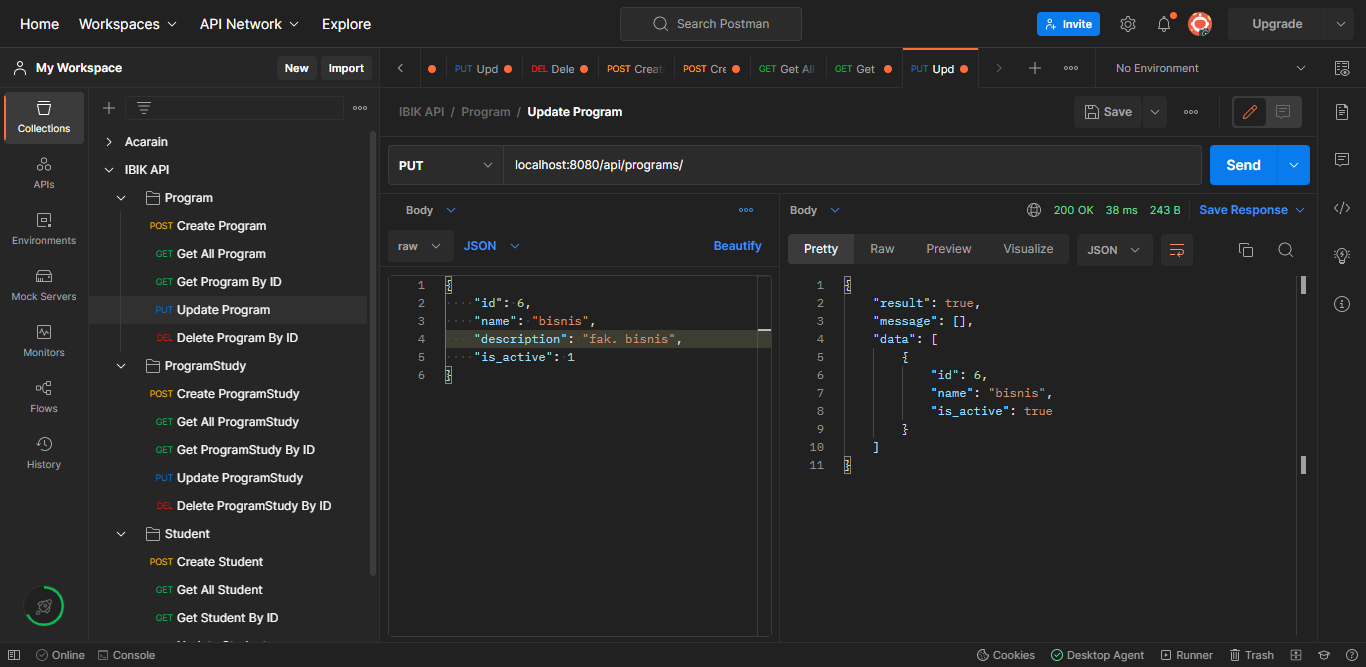 Home Workspaces API Network Explore Search Postman Invite Upgrade
My Workspace New Import PUT Upd DEL Dele POST Create POST Cre GET Get All GET Get PUT Upd No Environment
Collections
APIs
Environments
Mock Servers
Monitors
Flows
History
Acarain
IBIK API
Program
POST Create Program
GET Get All Program
GET Get Program By ID
PUT Update Program
DEL Delete Program By ID
ProgramStudy
POST Create ProgramStudy
GET Get All ProgramStudy
GET Get ProgramStudy By ID
PUT Update ProgramStudy
DEL Delete ProgramStudy By ID
Student
POST Create Student
GET Get All Student
GET Get Student By ID
IBIK API / Program / Update Program Save
PUT localhost:8080/api/programs/ Send
Body
raw JSON Beautify
1 {
2 "id": 6,
3 "name": "bisnis",
4 "description": "fak. bisnis",
5 "is_active": 1
6 }
Body 200 OK 38 ms 243 B Save Response
Pretty Raw Preview Visualize JSON
1 {
2 "result": true,
3 "message": [],
4 "data": [
5 {
6 "id": 6,
7 "name": "bisnis",
8 "is_active": true
9 }
10 ]
11 }
Online Console Cookies Desktop Agent Runner Trash